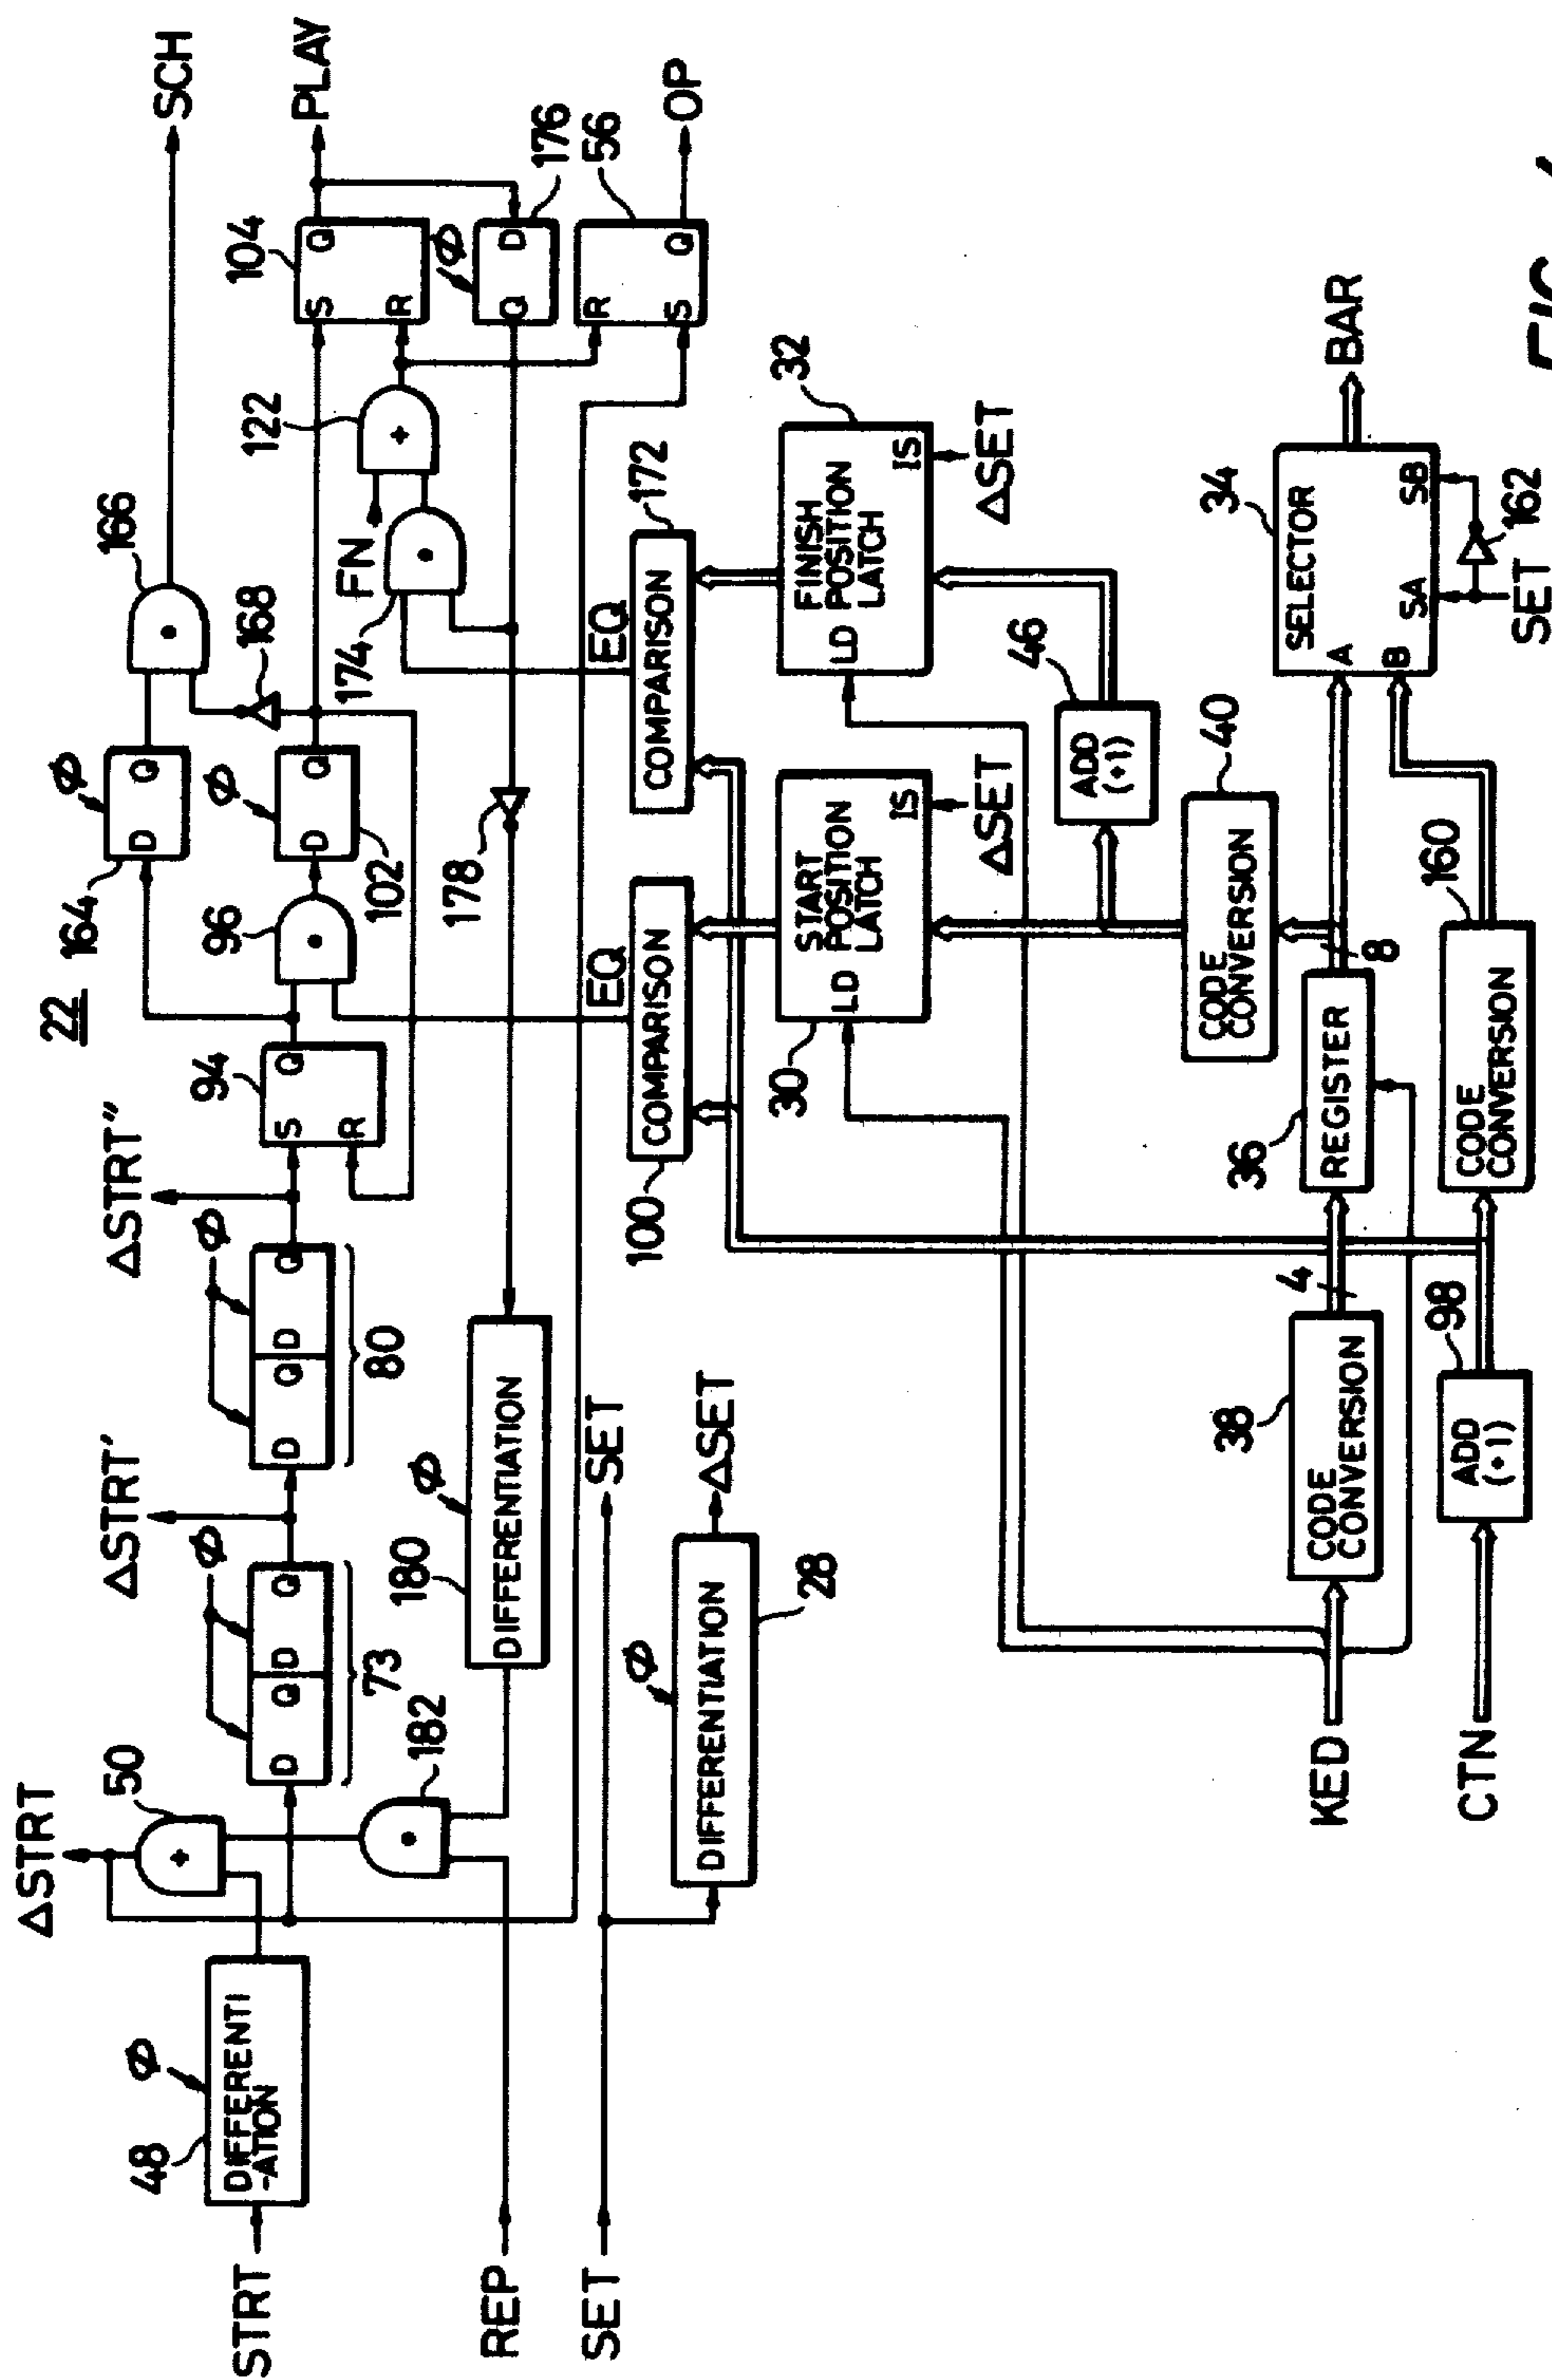 22
SCH
PLAY
OP
STRT
48
DIFFERENTI
-ATION
Φ
ΔSTRT
50
+
182
•
REP
SET
D Q D Q
Φ
73
ΔSTRT'
D Q D Q
Φ
80
ΔSTRT"
94
S Q
R
96
•
102
D Q
Φ
164
D Q
Φ
166
•
168
104
S Q
R
Φ
176
Q D
56
R
S Q
122
+
FN
174
•
178
180
DIFFERENTIATION
Φ
SET
28
DIFFERENTIATION
Φ
ΔSET
EQ
100
COMPARISON
EQ
172
COMPARISON
30
START
POSITION
LATCH
LD
IS
ΔSET
32
FINISH
POSITION
LATCH
LD
IS
ΔSET
46
ADD
(+1)
40
CODE
CONVERSION
KED
38
CODE
CONVERSION
4
36
REGISTER
8
34
SELECTOR
A
B
SA SB
162
SET
BAR
CTN
98
ADD
(+1)
160
CODE
CONVERSION